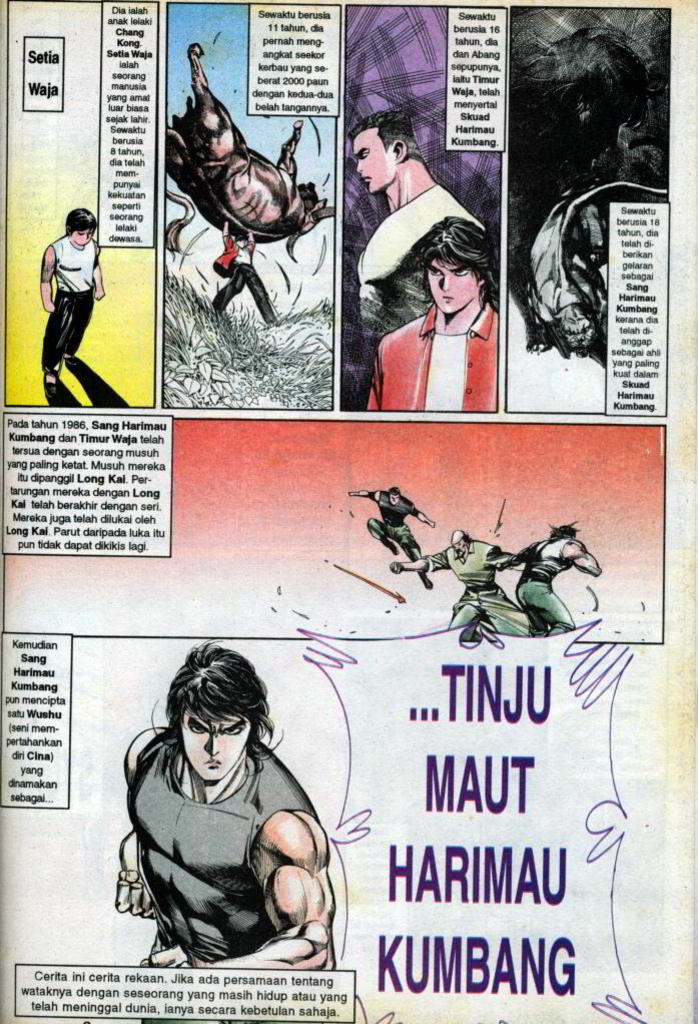 Setia
Waja
Dia ialah
anak lelaki
Chang
Kong.
Setia Waja
ialah
seorang
manusia
yang amat
luar biasa
sejak lahir.
Sewaktu
berusia
8 tahun,
dia telah
mem-
punyai
kekuatan
seperti
seorang
lelaki
dewasa.
Sewaktu berusia
11 tahun, dia
pernah meng-
angkat seekor
kerbau yang se-
berat 2000 paun
dengan kedua-dua
belah tangannya.
Sewaktu
berusia 16
tahun, dia
dan Abang
sepupunya,
iaitu Timur
Waja, telah
menyertai
Skuad
Harimau
Kumbang.
Sewaktu
berusia 18
tahun, dia
telah di-
berikan
gelaran
sebagai
Sang
Harimau
Kumbang
kerana dia
telah di-
anggap
sebagai ahli
yang paling
kuat dalam
Skuad
Harimau
Kumbang.
Pada tahun 1986, Sang Harimau
Kumbang dan Timur Waja telah
tersua dengan seorang musuh
yang paling ketat. Musuh mereka
itu dipanggil Long Kai. Per-
tarungan mereka dengan Long
Kai telah berakhir dengan seri.
Mereka juga telah dilukai oleh
Long Kai. Parut daripada luka itu
pun tidak dapat dikikis lagi.
Kemudian
Sang
Harimau
Kumbang
pun mencipta
satu Wushu
(seni mem-
pertahankan
diri Cina)
yang
dinamakan
sebagai...
...TINJU
MAUT
HARIMAU
KUMBANG
Cerita ini cerita rekaan. Jika ada persamaan tentang
wataknya dengan seseorang yang masih hidup atau yang
telah meninggal dunia, ianya secara kebetulan sahaja.